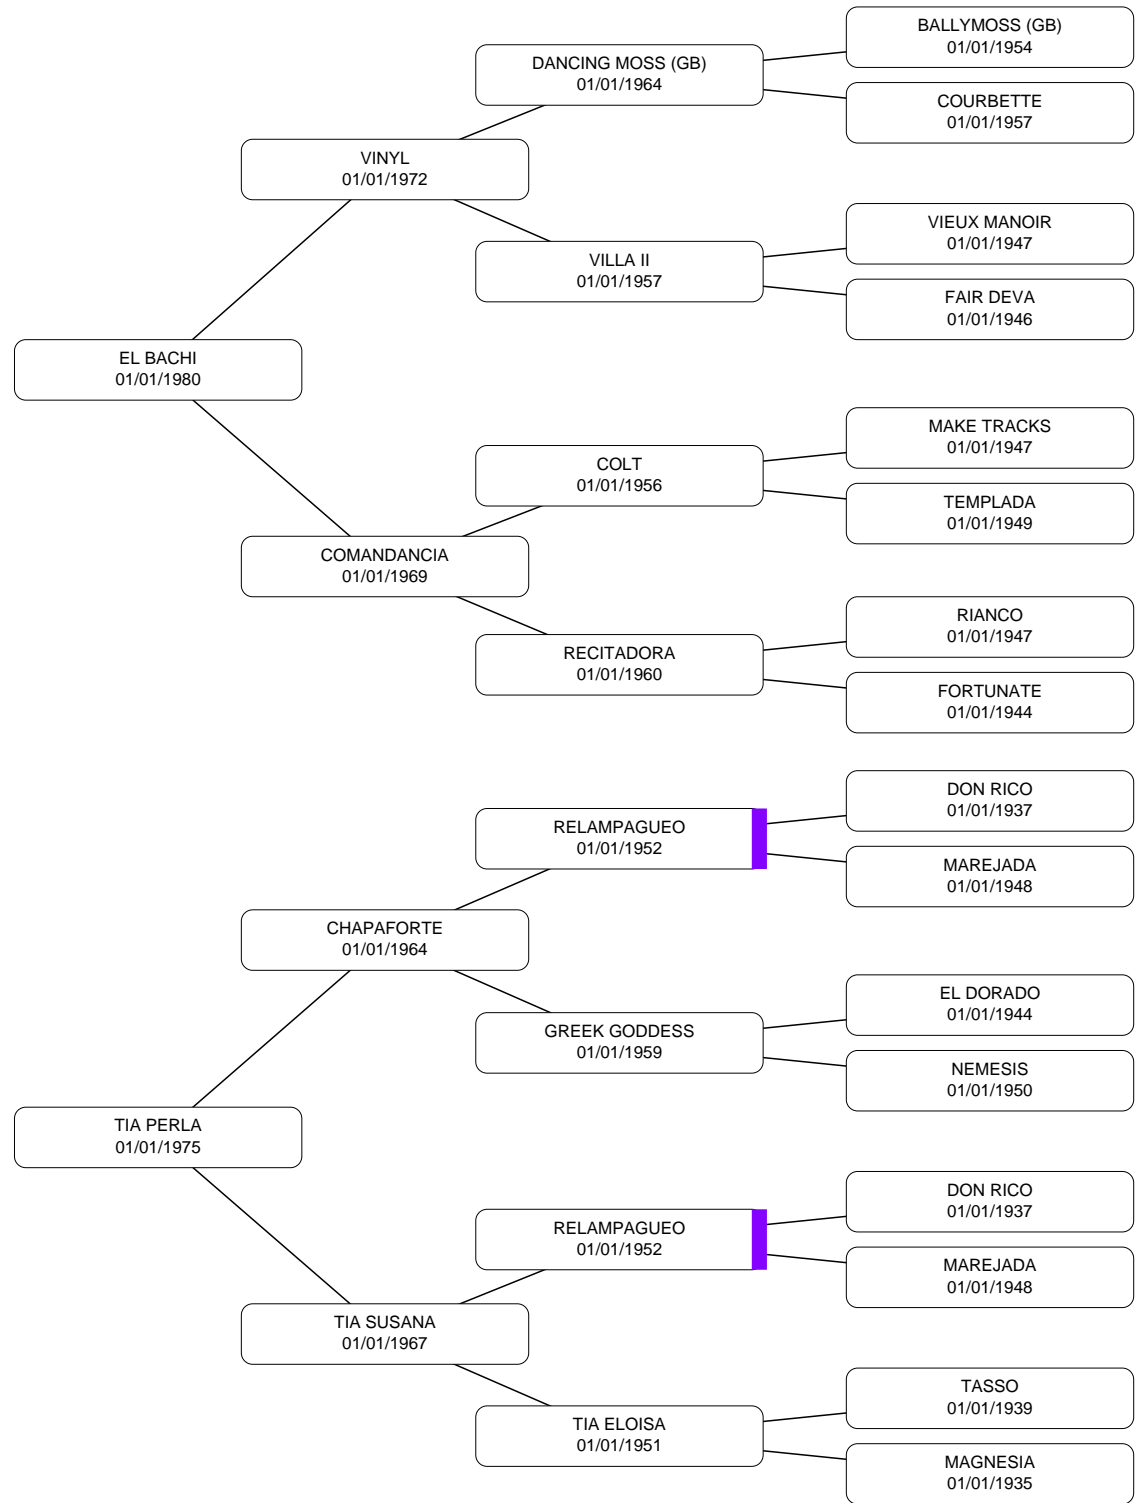 BALLYMOSS (GB)
01/01/1954
DANCING MOSS (GB)
01/01/1964
COURBETTE
01/01/1957
VINYL
01/01/1972
VIEUX MANOIR
01/01/1947
VILLA II
01/01/1957
FAIR DEVA
01/01/1946
EL BACHI
01/01/1980
MAKE TRACKS
01/01/1947
COLT
01/01/1956
TEMPLADA
01/01/1949
COMANDANCIA
01/01/1969
RIANCO
01/01/1947
RECITADORA
01/01/1960
FORTUNATE
01/01/1944
DON RICO
01/01/1937
RELAMPAGUEO
01/01/1952
MAREJADA
01/01/1948
CHAPAFORTE
01/01/1964
EL DORADO
01/01/1944
GREEK GODDESS
01/01/1959
NEMESIS
01/01/1950
TIA PERLA
01/01/1975
DON RICO
01/01/1937
RELAMPAGUEO
01/01/1952
MAREJADA
01/01/1948
TIA SUSANA
01/01/1967
TASSO
01/01/1939
TIA ELOISA
01/01/1951
MAGNESIA
01/01/1935